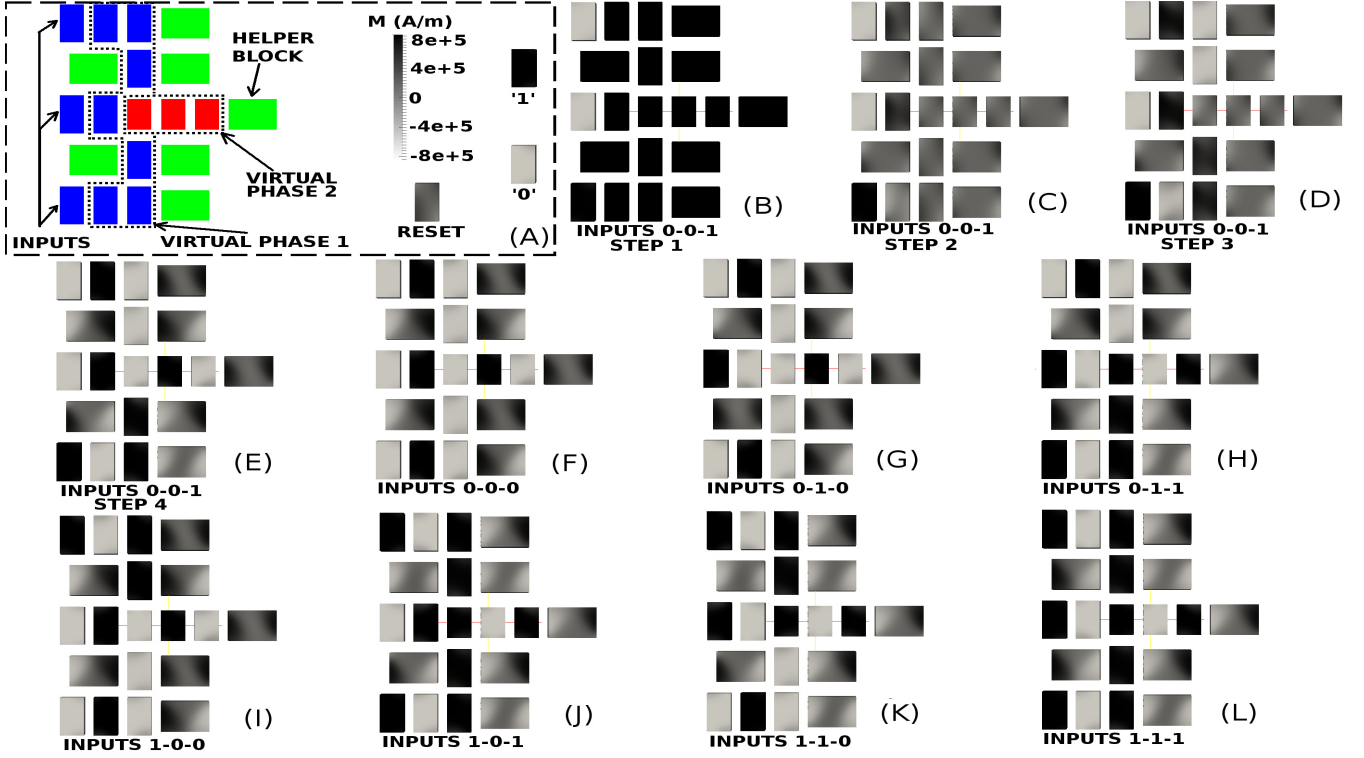 M (A/m)
8e+5
4e+5
0
-4e+5
-8e+5
'1'
'0'
RESET
HELPER
BLOCK
VIRTUAL
PHASE 2
INPUTS
VIRTUAL PHASE 1
(A)
(B)
INPUTS 0-0-1
STEP 1
(C)
INPUTS 0-0-1
STEP 2
(D)
INPUTS 0-0-1
STEP 3
(E)
INPUTS 0-0-1
STEP 4
(F)
INPUTS 0-0-0
(G)
INPUTS 0-1-0
(H)
INPUTS 0-1-1
(I)
INPUTS 1-0-0
(J)
INPUTS 1-0-1
(K)
INPUTS 1-1-0
(L)
INPUTS 1-1-1